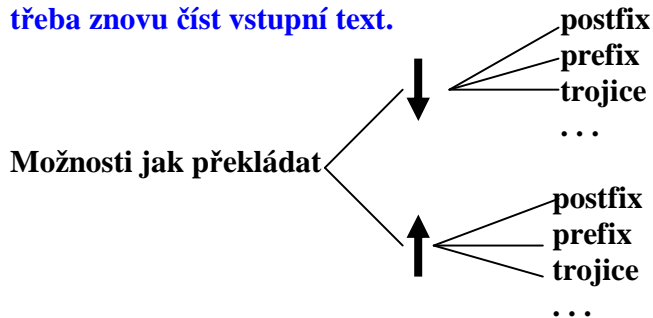 třeba znovu číst vstupní text.
postfix
prefix
trojice
. . .
Možnosti jak překládat
postfix
prefix
trojice
. . .